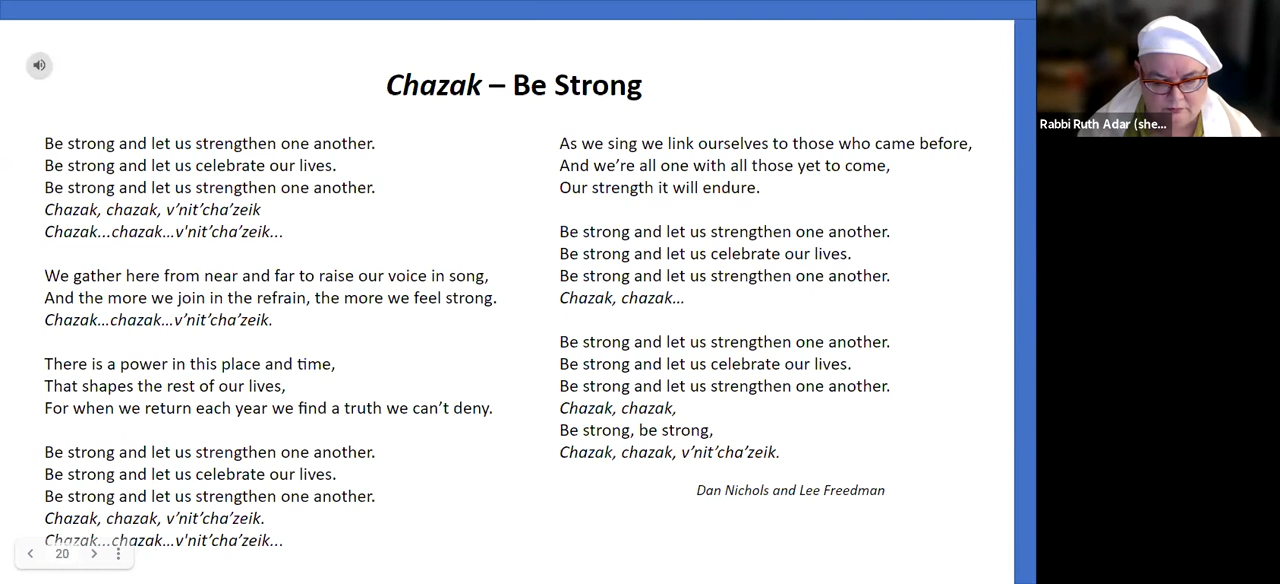 Chazak – Be Strong
Be strong and let us strengthen one another.
Be strong and let us celebrate our lives.
Be strong and let us strengthen one another.
Chazak, chazak, v’nit’cha’zeik
Chazak...chazak...v'nit’cha’zeik...
We gather here from near and far to raise our voice in song,
And the more we join in the refrain, the more we feel strong.
Chazak…chazak…v’nit’cha’zeik.
There is a power in this place and time,
That shapes the rest of our lives,
For when we return each year we find a truth we can’t deny.
Be strong and let us strengthen one another.
Be strong and let us celebrate our lives.
Be strong and let us strengthen one another.
Chazak, chazak, v’nit’cha’zeik.
Chazak...chazak...v'nit’cha’zeik...
As we sing we link ourselves to those who came before,
And we’re all one with all those yet to come,
Our strength it will endure.
Be strong and let us strengthen one another.
Be strong and let us celebrate our lives.
Be strong and let us strengthen one another.
Chazak, chazak…
Be strong and let us strengthen one another.
Be strong and let us celebrate our lives.
Be strong and let us strengthen one another.
Chazak, chazak,
Be strong, be strong,
Chazak, chazak, v’nit’cha’zeik.
Dan Nichols and Lee Freedman
20
Rabbi Ruth Adar (she...